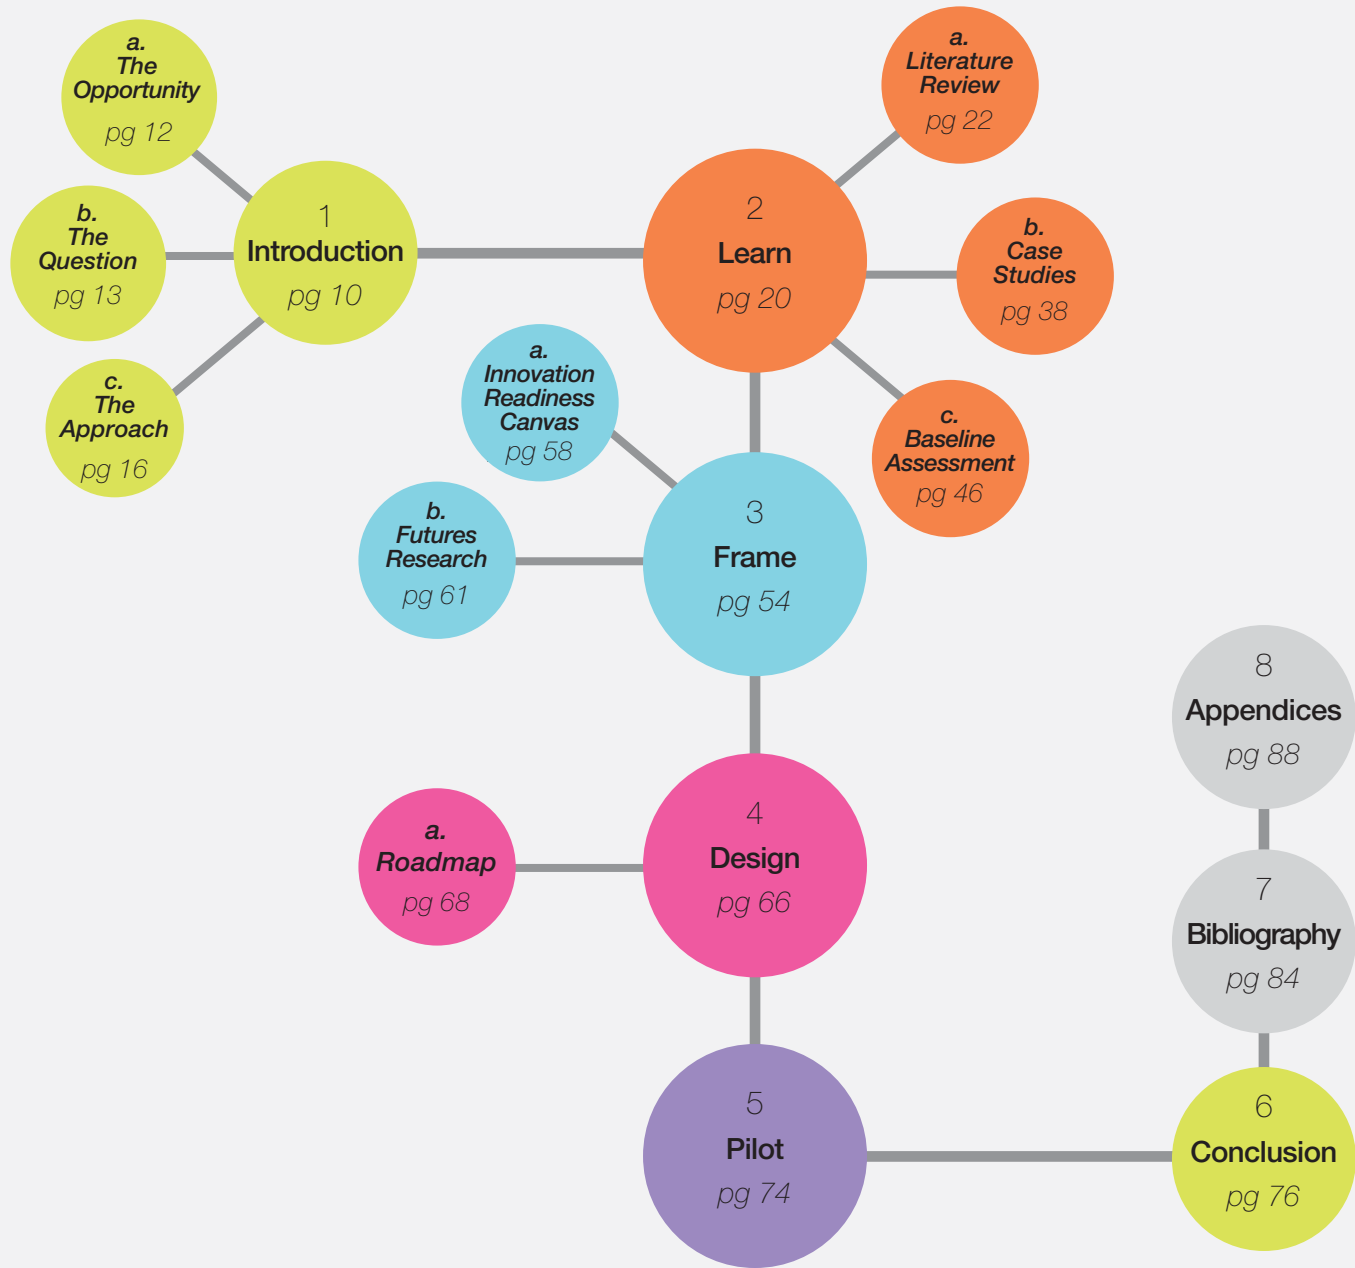 a.
The
Opportunity
pg 12
b.
The
Question
pg 13
c.
The
Approach
pg 16
1
Introduction
pg 10
2
Learn
pg 20
a.
Literature
Review
pg 22
b.
Case
Studies
pg 38
c.
Baseline
Assessment
pg 46
a.
Innovation
Readiness
Canvas
pg 58
b.
Futures
Research
pg 61
3
Frame
pg 54
a.
Roadmap
pg 68
4
Design
pg 66
5
Pilot
pg 74
6
Conclusion
pg 76
7
Bibliography
pg 84
8
Appendices
pg 88